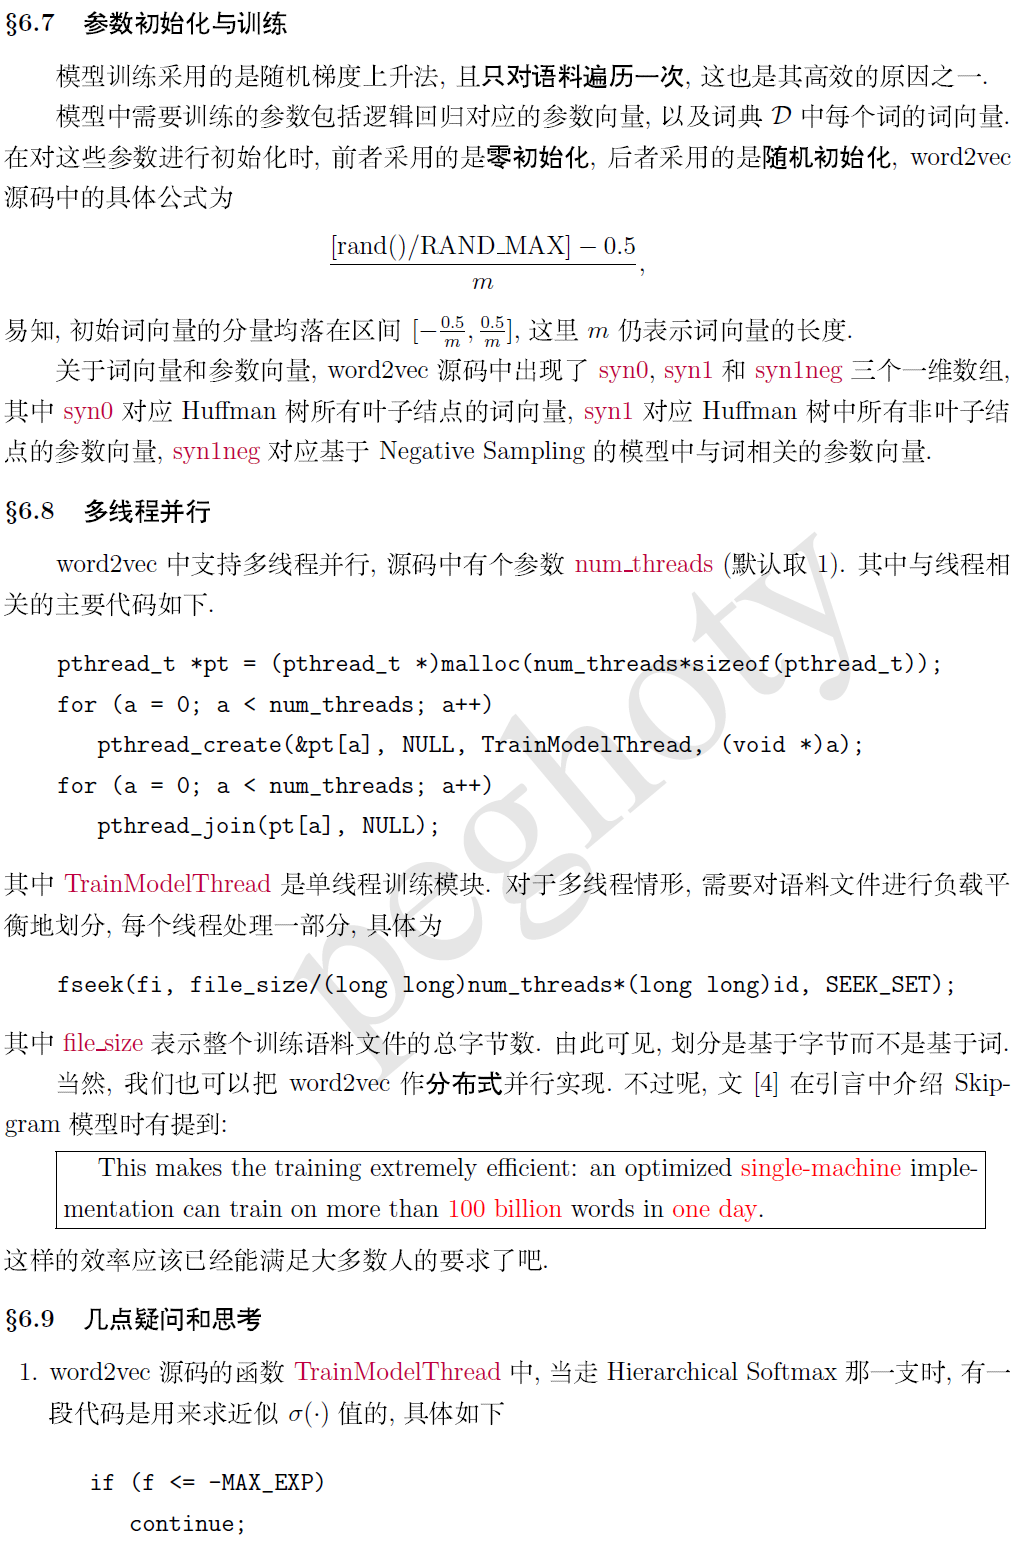 §6.7 参数初始化与训练
模型训练采用的是随机梯度上升法, 且只对语料遍历一次, 这也是其高效的原因之一.
模型中需要训练的参数包括逻辑回归对应的参数向量, 以及词典 𝒟 中每个词的词向量.
在对这些参数进行初始化时, 前者采用的是零初始化, 后者采用的是随机初始化, word2vec
源码中的具体公式为
[rand()/RAND_MAX] − 0.5
m ,
易知, 初始词向量的分量均落在区间 [−0.5/m, 0.5/m], 这里 m 仍表示词向量的长度.
关于词向量和参数向量, word2vec 源码中出现了 syn0, syn1 和 syn1neg 三个一维数组,
其中 syn0 对应 Huffman 树所有叶子结点的词向量, syn1 对应 Huffman 树中所有非叶子结
点的参数向量, syn1neg 对应基于 Negative Sampling 的模型中与词相关的参数向量.
§6.8 多线程并行
word2vec 中支持多线程并行, 源码中有个参数 num_threads (默认取 1). 其中与线程相
关的主要代码如下.
pthread_t *pt = (pthread_t *)malloc(num_threads*sizeof(pthread_t));
for (a = 0; a < num_threads; a++)
pthread_create(&pt[a], NULL, TrainModelThread, (void *)a);
for (a = 0; a < num_threads; a++)
pthread_join(pt[a], NULL);
其中 TrainModelThread 是单线程训练模块. 对于多线程情形, 需要对语料文件进行负载平
衡地划分, 每个线程处理一部分, 具体为
fseek(fi, file_size/(long long)num_threads*(long long)id, SEEK_SET);
其中 file_size 表示整个训练语料文件的总字节数. 由此可见, 划分是基于字节而不是基于词.
当然, 我们也可以把 word2vec 作分布式并行实现. 不过呢, 文 [4] 在引言中介绍 Skip-
gram 模型时有提到:
This makes the training extremely efficient: an optimized single-machine imple-
mentation can train on more than 100 billion words in one day.
这样的效率应该已经能满足大多数人的要求了吧.
§6.9 几点疑问和思考
1. word2vec 源码的函数 TrainModelThread 中, 当走 Hierarchical Softmax 那一支时, 有一
段代码是用来求近似 σ(·) 值的, 具体如下
if (f <= -MAX_EXP)
continue;
peghoty